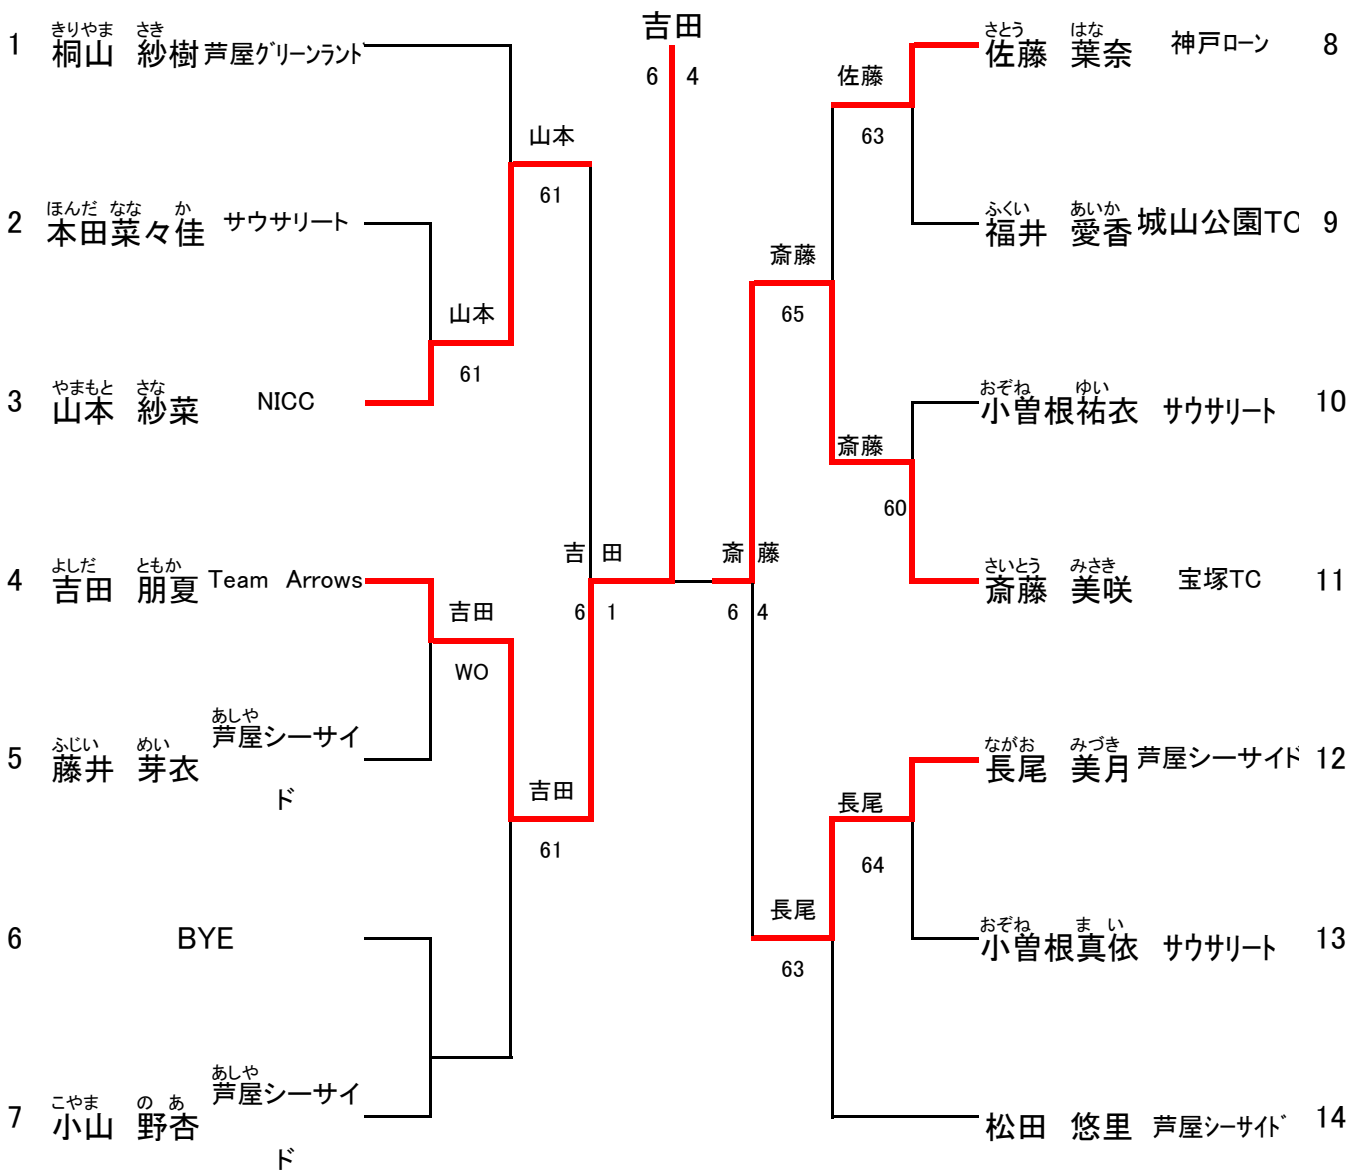 吉田
6 4
きりやま さき
1 桐山 紗樹 芦屋グリーンランド
山本
61
ほんだ なな か
2 本田菜々佳 サウサリート
山本
61
やまもと さな
3 山本 紗菜 NICC
吉 田
6 1
よしだ ともか
4 吉田 朋夏 Team Arrows
吉田
WO
あしや
芦屋シーサイ
ふじい めい
5 藤井 芽衣
ド
吉田
61
6 BYE
あしや
芦屋シーサイ
こやま の あ
7 小山 野杏
ド
さとう はな
佐藤 葉奈 神戸ローン 8
佐藤
63
ふくい あいか
福井 愛香 城山公園TC 9
斎藤
65
おぞね ゆい
小曽根祐衣 サウサリート 10
斎藤
60
さいとう みさき
斎藤 美咲 宝塚TC 11
斎 藤
6 4
ながお みづき
長尾 美月 芦屋シーサイド 12
長尾
64
おぞね ま い
小曽根真依 サウサリート 13
長尾
63
松田 悠里 芦屋シーサイド 14